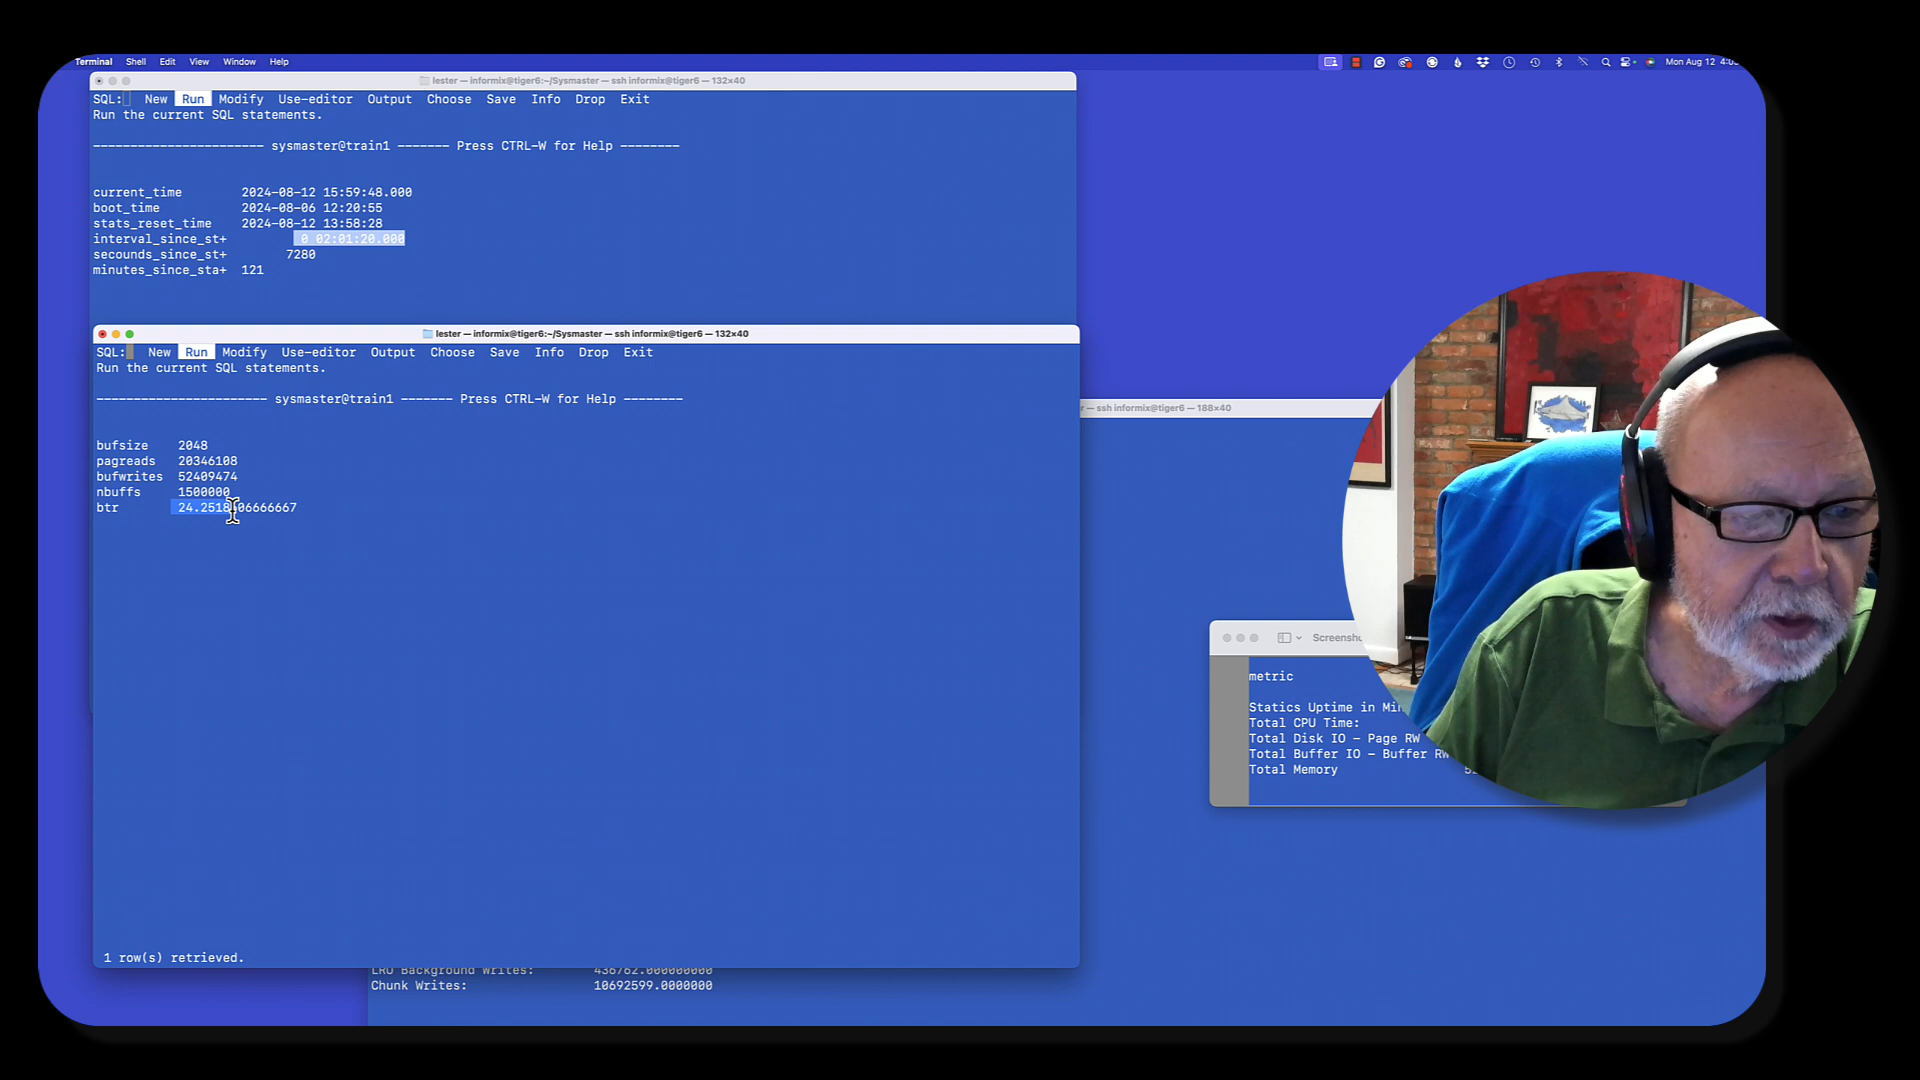 Terminal Shell Edit View Window Help
Mon Aug 12
lester — informix@tiger6:~/Sysmaster — ssh informix@tiger6 — 132×40
SQL: New Run Modify Use-editor Output Choose Save Info Drop Exit
Run the current SQL statements.
----------------------- sysmaster@train1 ------- Press CTRL-W for Help --------
current_time 2024-08-12 15:59:48.000
boot_time 2024-08-06 12:20:55
stats_reset_time 2024-08-12 13:58:28
interval_since_st+ 0 02:01:20.000
secounds_since_st+ 7280
minutes_since_sta+ 121
lester — informix@tiger6:~/Sysmaster — ssh informix@tiger6 — 132×40
SQL: New Run Modify Use-editor Output Choose Save Info Drop Exit
Run the current SQL statements.
----------------------- sysmaster@train1 ------- Press CTRL-W for Help --------
bufsize 2048
pagreads 20346108
bufwrites 52409474
nbuffs 1500000
btr
1 row(s) retrieved.
— ssh informix@tiger6 — 188×40
metric
Statics Uptime in
Total CPU Time:
Total Disk IO – Page RW
Total Buffer IO – Buffer
Total Memory
LRU Background Writes: 436762.000000000
Chunk Writes: 10692599.0000000